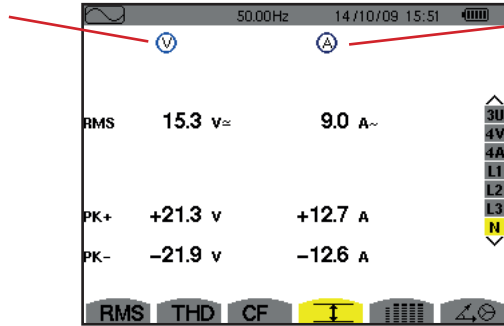 50.00Hz 14/10/09 15:51
V A
RMS 15.3 V≃ 9.0 A~
3U
4V
4A
L1
L2
L3
N
PK+ +21.3 V +12.7 A
PK- -21.9 V -12.6 A
RMS THD CF